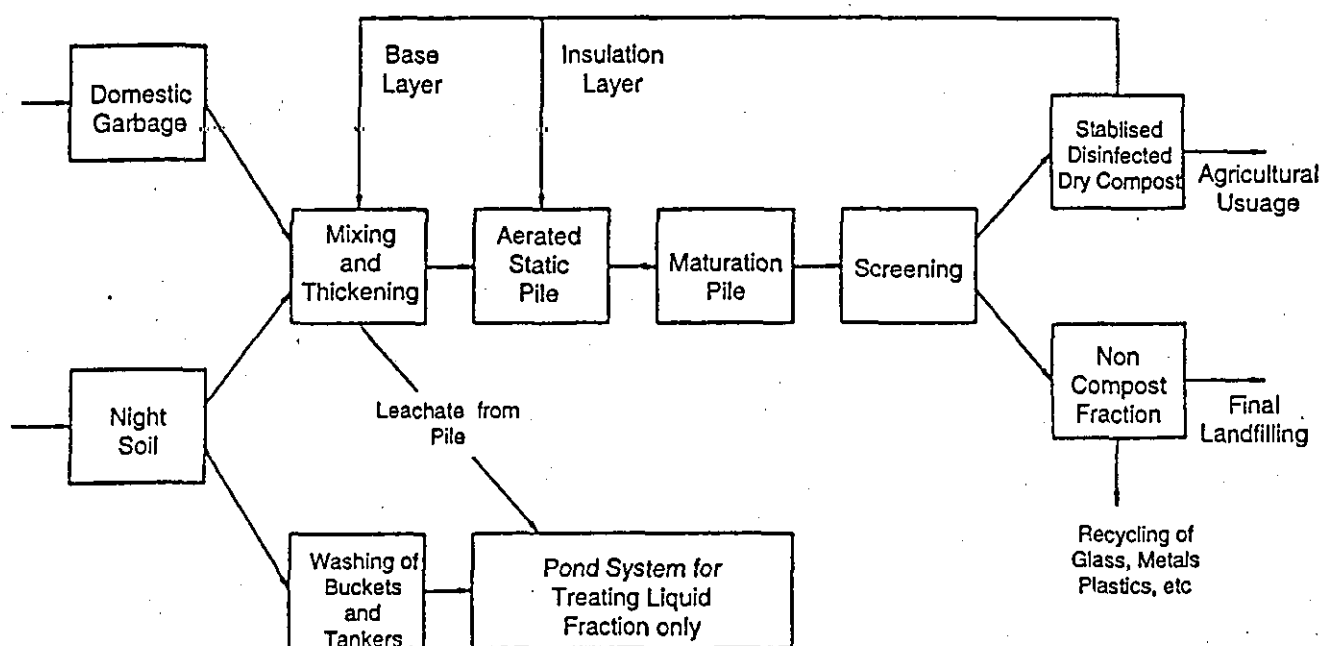 Base
Layer
Insulation
Layer
Domestic
Garbage
Stablised
Disinfected
Dry Compost
Agricultural
Usuage
Mixing
and
Thickening
Aerated
Static
Pile
Maturation
Pile
Screening
Night
Soil
Leachate from
Pile
Non
Compost
Fraction
Final
Landfilling
Washing of
Buckets
and
Tankers
Pond System for
Treating Liquid
Fraction only
Recycling of
Glass, Metals
Plastics, etc